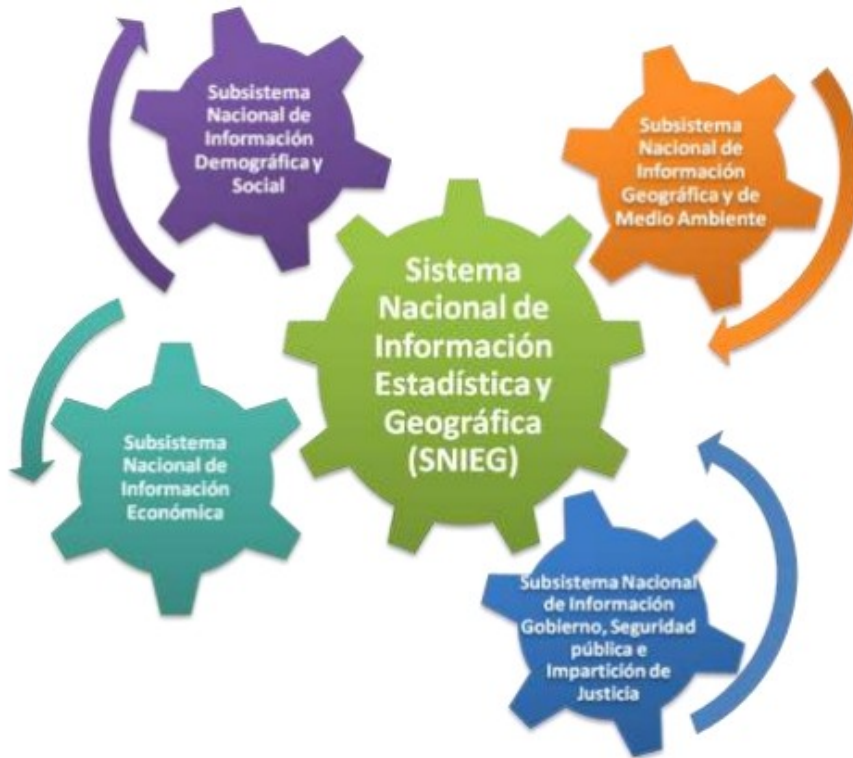 Subsistema
Nacional de
Información
Demográfica y
Social
Subsistema
Nacional de
Información
Geográfica y de
Medio Ambiente
Sistema
Nacional de
Información
Estadística y
Geográfica
(SNIEG)
Subsistema
Nacional de
Información
Económica
Subsistema Nacional
de Información
Gobierno, Seguridad
pública e
Impartición de
Justicia